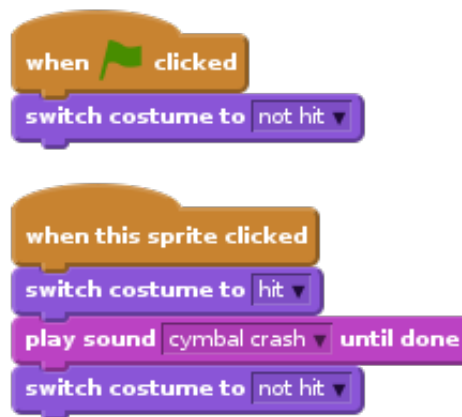 when clicked
switch costume to not hit
when this sprite clicked
switch costume to hit
play sound cymbal crash until done
switch costume to not hit